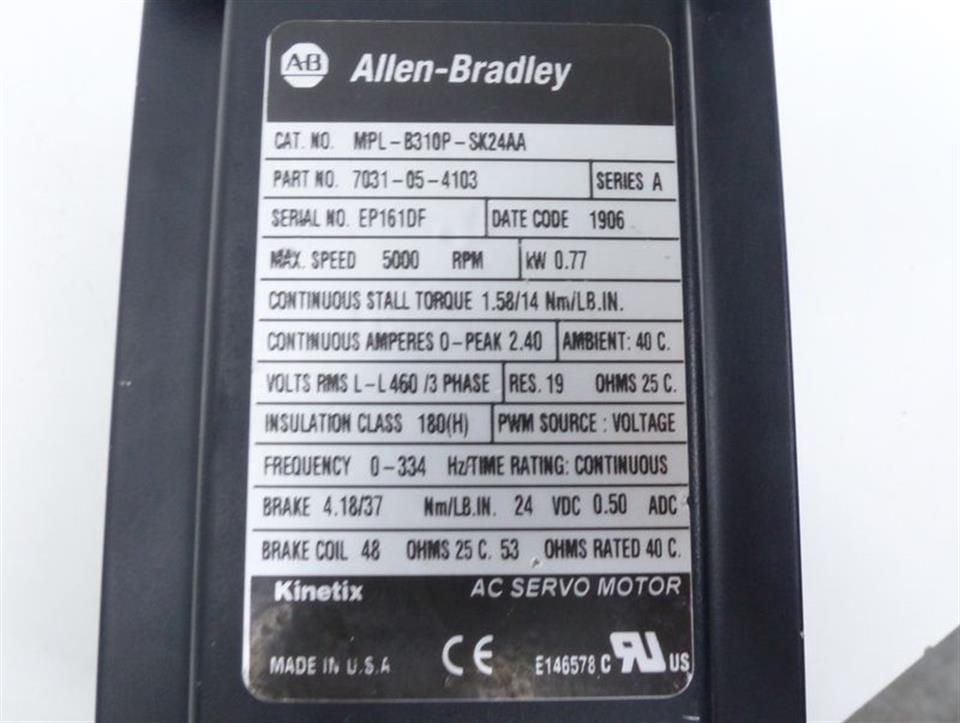 A-B Allen-Bradley
CAT. NO. MPL-B310P-SK24AA
PART NO. 7031-05-4103 SERIES A
SERIAL NO. EP161DF DATE CODE 1906
MAX. SPEED 5000 RPM kW 0.77
CONTINUOUS STALL TORQUE 1.58/14 Nm/LB.IN.
CONTINUOUS AMPERES 0-PEAK 2.40 AMBIENT: 40 C.
VOLTS RMS L-L 460 /3 PHASE RES. 19 OHMS 25 C.
INSULATION CLASS 180(H) PWM SOURCE : VOLTAGE
FREQUENCY 0-334 Hz/TIME RATING: CONTINUOUS
BRAKE 4.18/37 Nm/LB.IN. 24 VDC 0.50 ADC
BRAKE COIL 48 OHMS 25 C. 53 OHMS RATED 40 C.
Kinetix AC SERVO MOTOR
MADE IN U.S.A CE E146578 C RU US